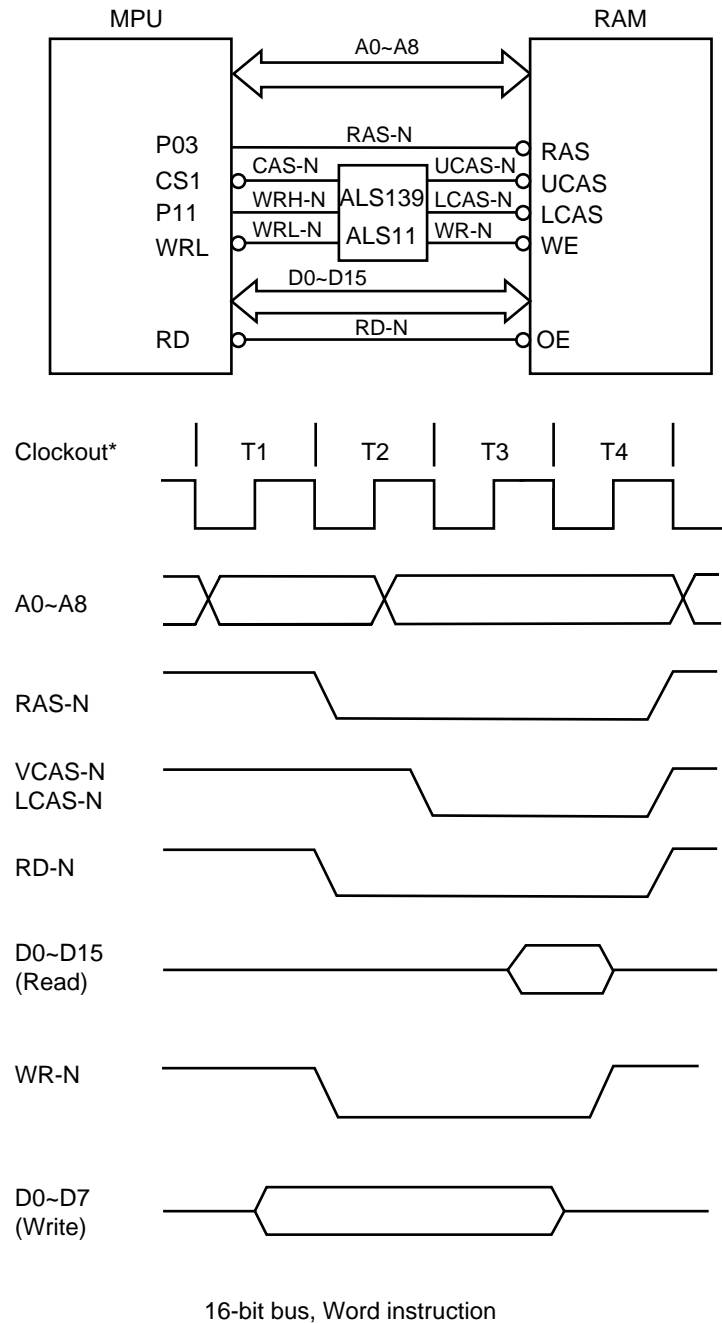 MPU RAM
A0~A8
P03 RAS-N RAS
CS1 CAS-N UCAS-N UCAS
P11 WRH-N ALS139 LCAS-N LCAS
WRL WRL-N ALS11 WR-N WE
D0~D15
RD RD-N OE
Clockout* T1 T2 T3 T4
A0~A8
RAS-N
VCAS-N
LCAS-N
RD-N
D0~D15
(Read)
WR-N
D0~D7
(Write)
16-bit bus, Word instruction